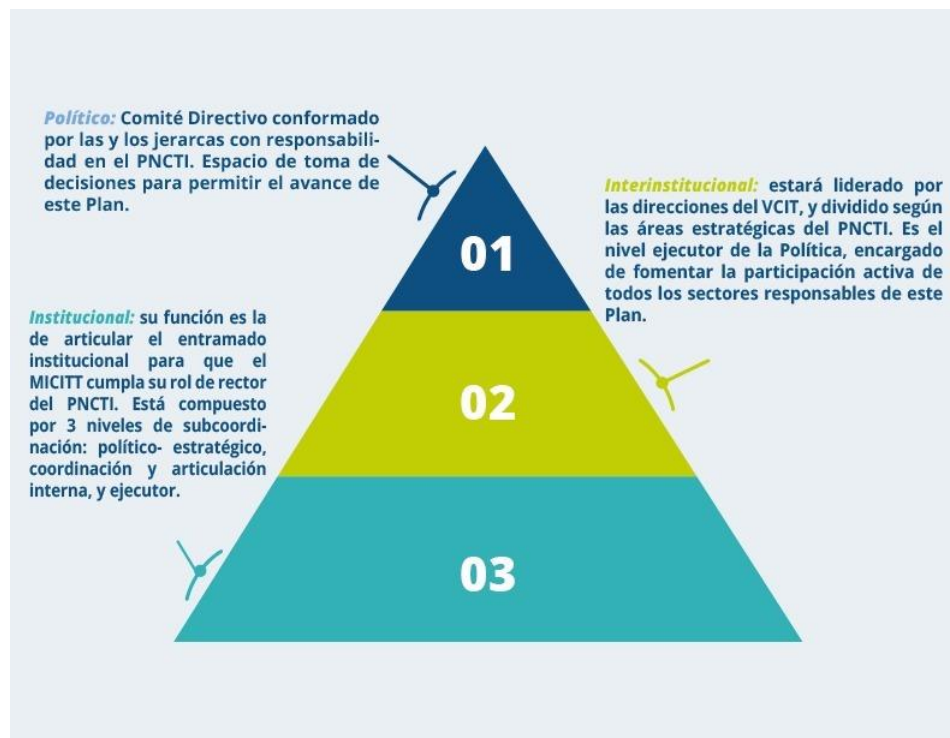 Político: Comité Directivo conformado
por las y los jerarcas con responsabili-
dad en el PNCTI. Espacio de toma de
decisiones para permitir el avance de
este Plan.
Interinstitucional: estará liderado por
las direcciones del VCIT, y dividido según
las áreas estratégicas del PNCTI. Es el
nivel ejecutor de la Política, encargado
de fomentar la participación activa de
todos los sectores responsables de este
Plan.
Institucional: su función es la
de articular el entramado
institucional para que el
MICITT cumpla su rol de rector
del PNCTI. Está compuesto
por 3 niveles de subcoordi-
nación: político- estratégico,
coordinación y articulación
interna, y ejecutor.
01
02
03